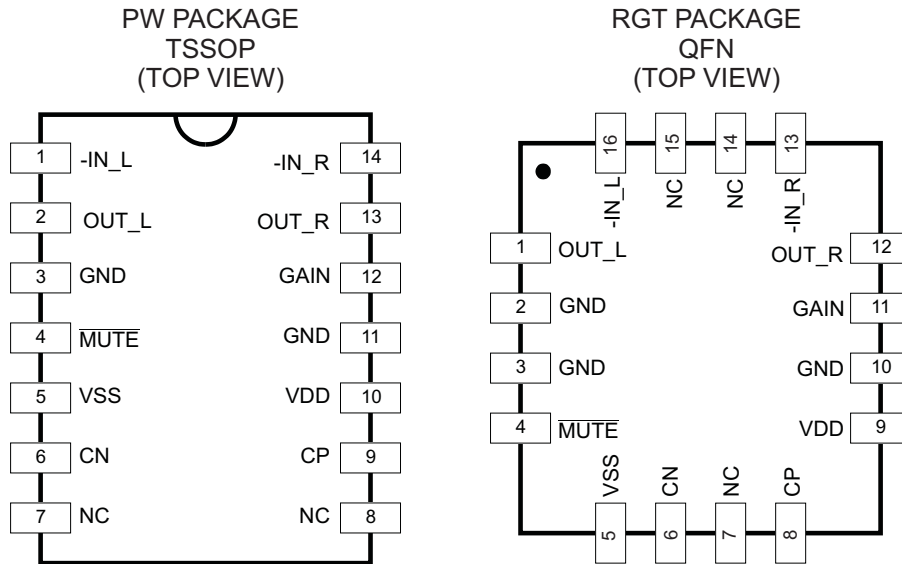 PW PACKAGE
TSSOP
(TOP VIEW)
1 -IN_L
2 OUT_L
3 GND
4 MUTE
5 VSS
6 CN
7 NC
-IN_R 14
OUT_R 13
GAIN 12
GND 11
VDD 10
CP 9
NC 8
RGT PACKAGE
QFN
(TOP VIEW)
16 -IN_L
15 NC
14 NC
13 -IN_R
1 OUT_L
2 GND
3 GND
4 MUTE
OUT_R 12
GAIN 11
GND 10
VDD 9
5 VSS
6 CN
7 NC
8 CP